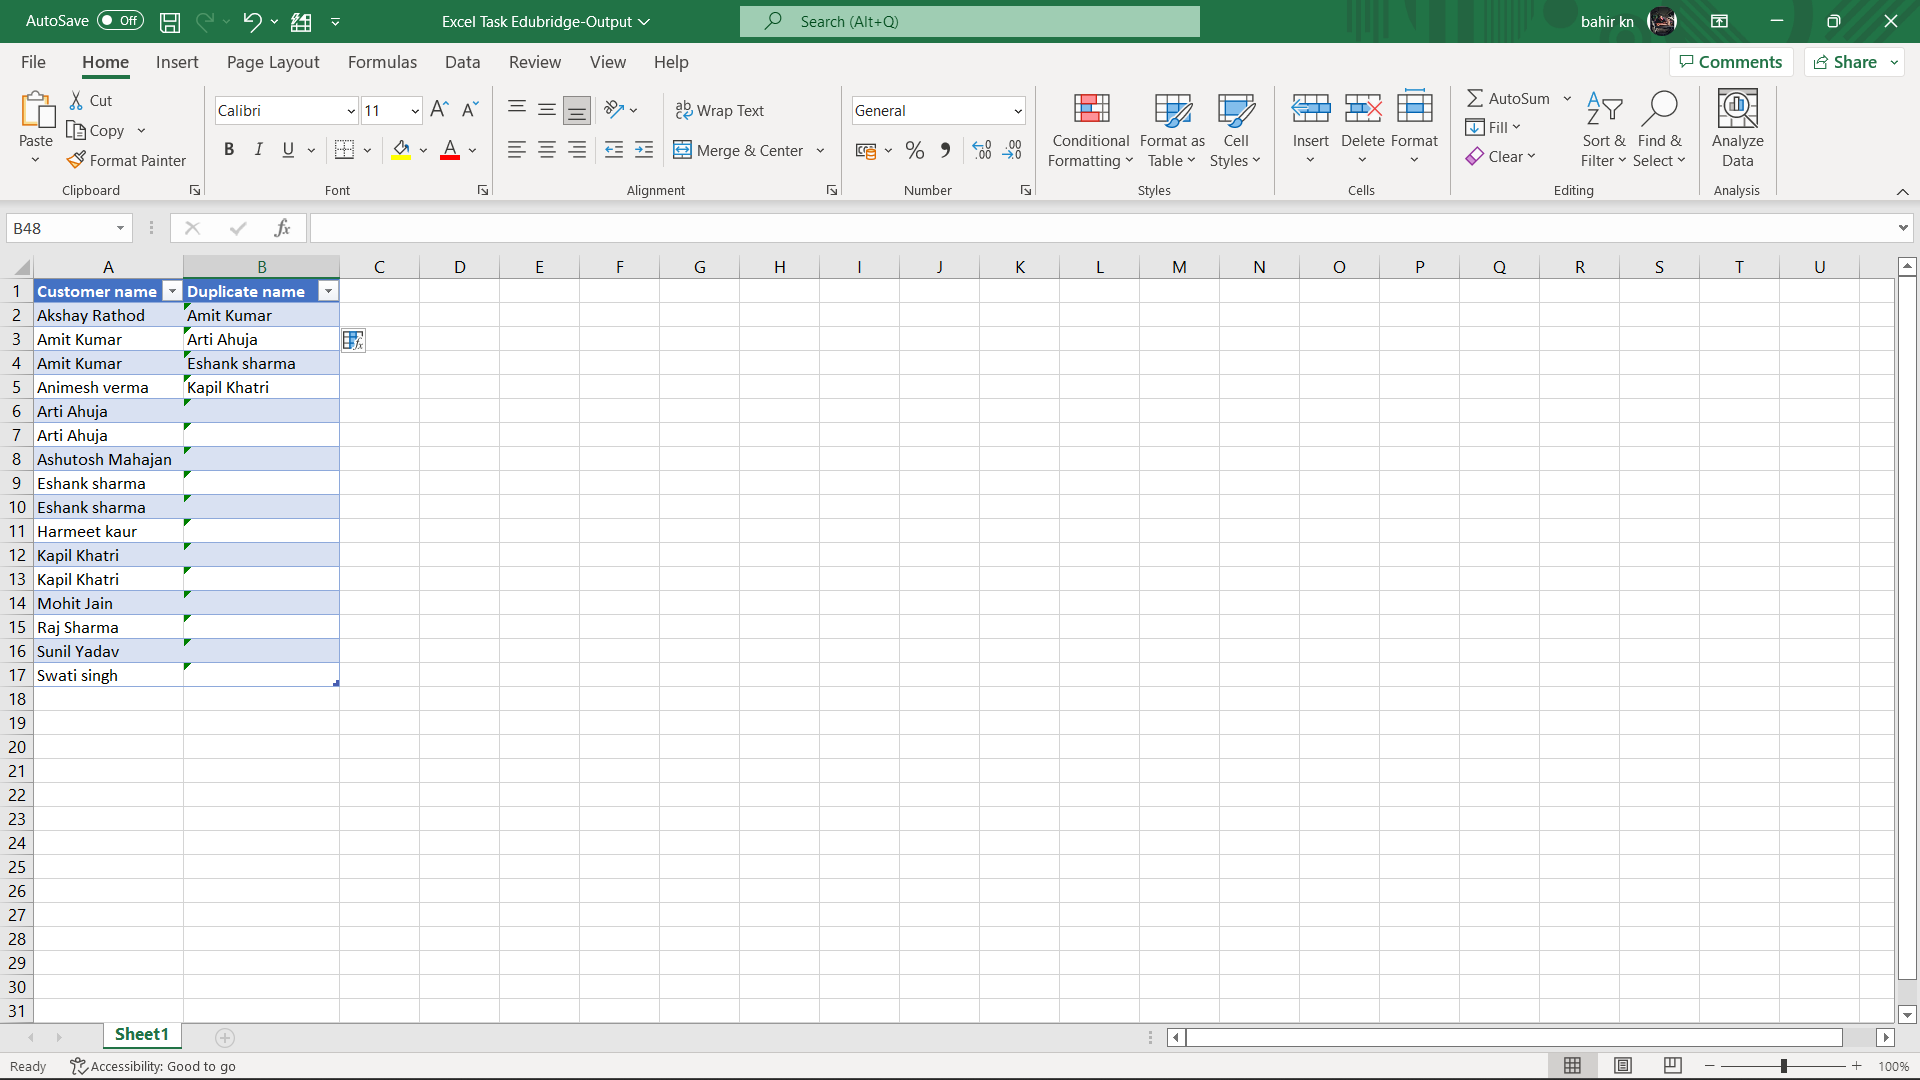 AutoSave Off Excel Task Edubridge-Output Search (Alt+Q) bahir kn
File Home Insert Page Layout Formulas Data Review View Help Comments Share
Paste Cut Copy Format Painter Clipboard
Calibri 11 B I U A A A Font
ab Wrap Text Merge & Center Alignment
General % 9 .00 .00 Number
Conditional Formatting Format as Table Cell Styles Styles
Insert Delete Format Cells
AutoSum Fill Clear Sort & Filter Find & Select Editing
Analyze Data Analysis
B48 fx
A B C D E F G H I J K L M N O P Q R S T U
1 Customer name Duplicate name
2 Akshay Rathod Amit Kumar
3 Amit Kumar Arti Ahuja
4 Amit Kumar Eshank sharma
5 Animesh verma Kapil Khatri
6 Arti Ahuja
7 Arti Ahuja
8 Ashutosh Mahajan
9 Eshank sharma
10 Eshank sharma
11 Harmeet kaur
12 Kapil Khatri
13 Kapil Khatri
14 Mohit Jain
15 Raj Sharma
16 Sunil Yadav
17 Swati singh
18
19
20
21
22
23
24
25
26
27
28
29
30
31
Sheet1
Ready Accessibility: Good to go 100%